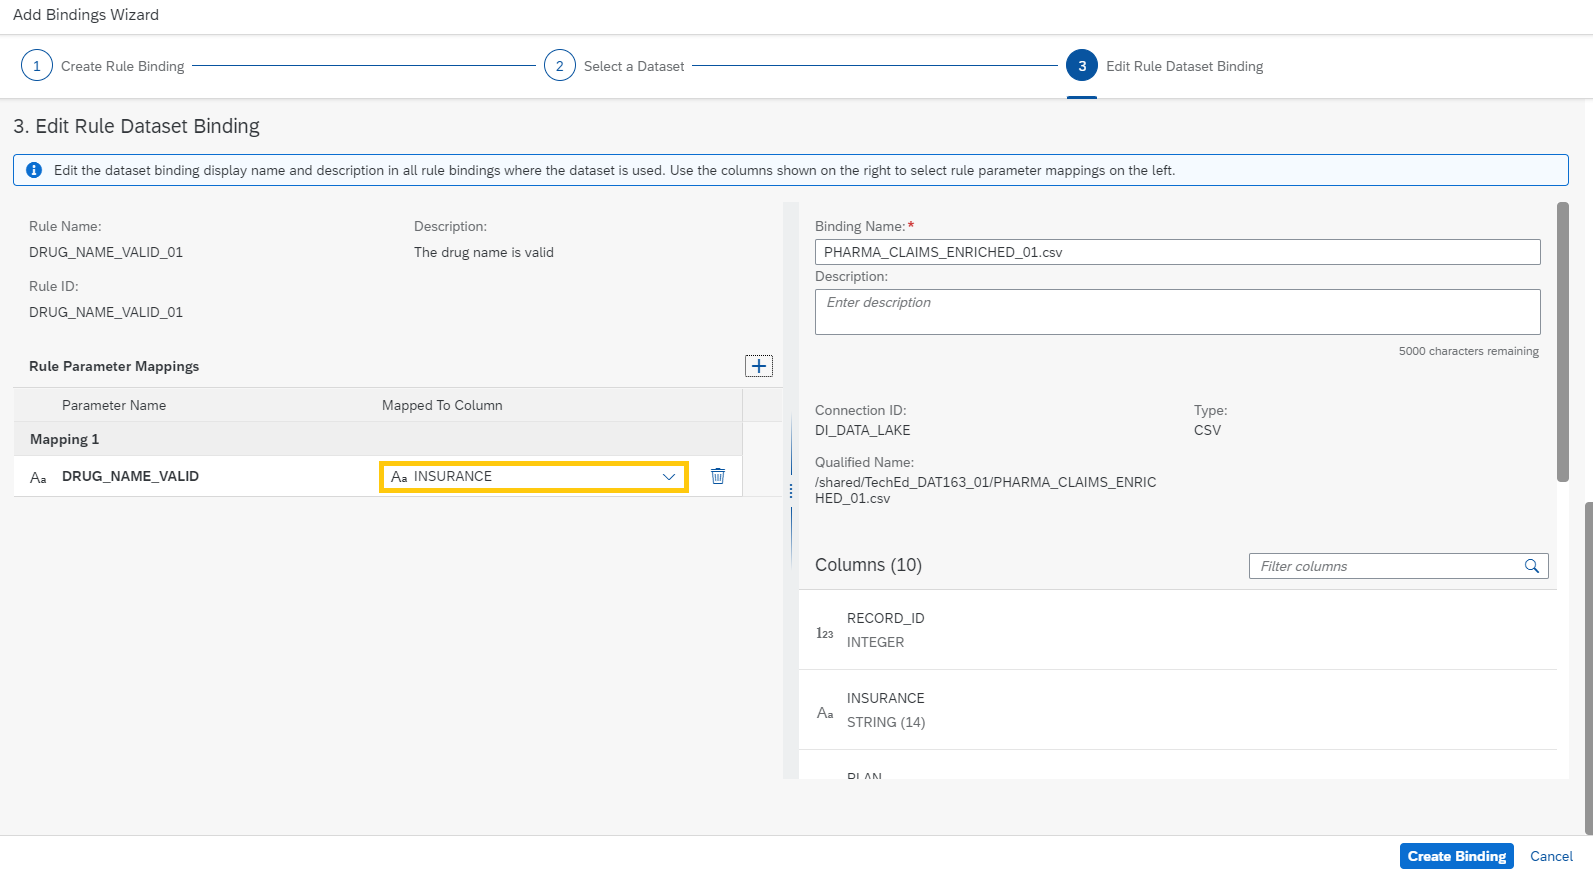 Add Bindings Wizard
1 Create Rule Binding
2 Select a Dataset
3 Edit Rule Dataset Binding
3. Edit Rule Dataset Binding
Edit the dataset binding display name and description in all rule bindings where the dataset is used. Use the columns shown on the right to select rule parameter mappings on the left.
Rule Name:
DRUG_NAME_VALID_01
Description:
The drug name is valid
Rule ID:
DRUG_NAME_VALID_01
Rule Parameter Mappings
Parameter Name
Mapped To Column
Mapping 1
Aa DRUG_NAME_VALID
Aa INSURANCE
Binding Name:*
PHARMA_CLAIMS_ENRICHED_01.csv
Description:
Enter description
5000 characters remaining
Connection ID:
DI_DATA_LAKE
Type:
CSV
Qualified Name:
/shared/TechEd_DAT163_01/PHARMA_CLAIMS_ENRIC
HED_01.csv
Columns (10)
Filter columns
123
RECORD_ID
INTEGER
Aa
INSURANCE
STRING (14)
PLAN
Create Binding
Cancel